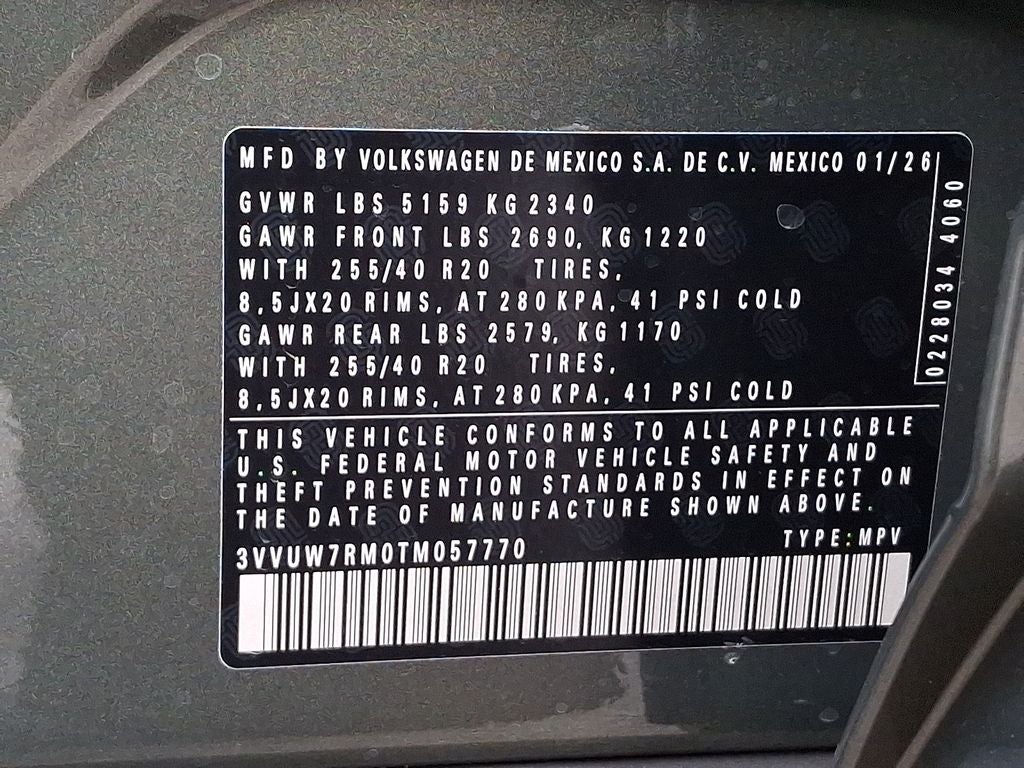 MFD BY VOLKSWAGEN DE MEXICO S.A. DE C.V. MEXICO 01/26
GVWR LBS 5159 KG 2340
GAWR FRONT LBS 2690, KG 1220
WITH 255/40 R20 TIRES,
8,5JX20 RIMS, AT 280 KPA, 41 PSI COLD
GAWR REAR LBS 2579, KG 1170
WITH 255/40 R20 TIRES,
8,5JX20 RIMS, AT 280 KPA, 41 PSI COLD
0228034 4060
THIS VEHICLE CONFORMS TO ALL APPLICABLE
U.S. FEDERAL MOTOR VEHICLE SAFETY AND
THEFT PREVENTION STANDARDS IN EFFECT ON
THE DATE OF MANUFACTURE SHOWN ABOVE.
TYPE:MPV
3VVUW7RM0TM057770